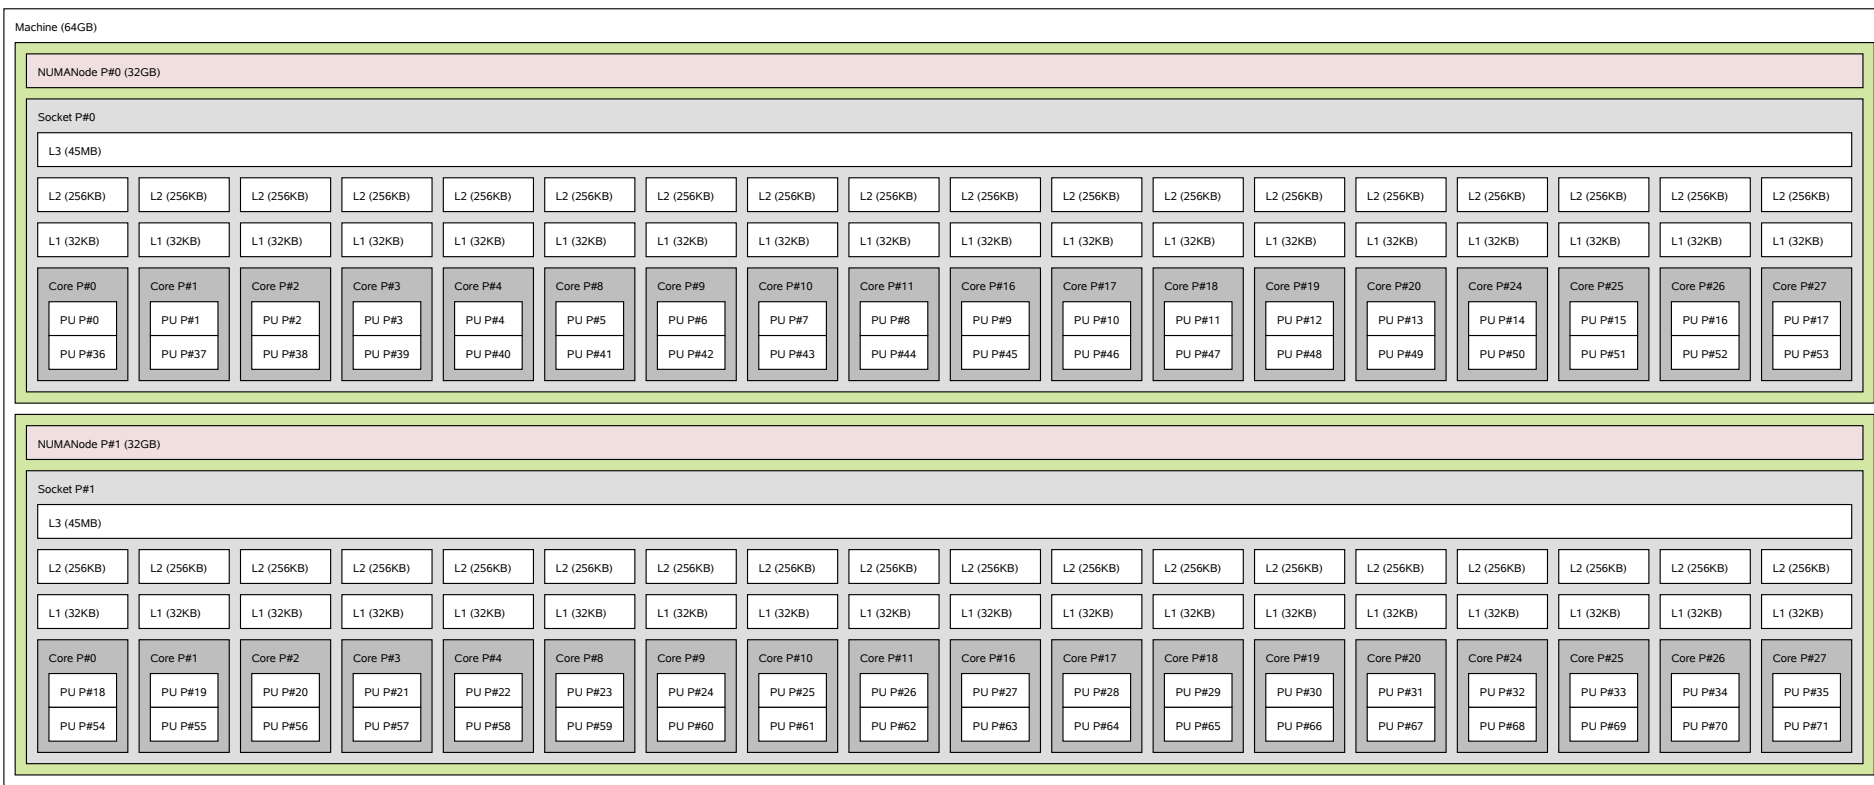 Machine (64GB)
NUMANode P#0 (32GB)
Socket P#0
L3 (45MB)
L2 (256KB) L2 (256KB) L2 (256KB) L2 (256KB) L2 (256KB) L2 (256KB) L2 (256KB) L2 (256KB) L2 (256KB) L2 (256KB) L2 (256KB) L2 (256KB) L2 (256KB) L2 (256KB) L2 (256KB) L2 (256KB) L2 (256KB) L2 (256KB)
L1 (32KB) L1 (32KB) L1 (32KB) L1 (32KB) L1 (32KB) L1 (32KB) L1 (32KB) L1 (32KB) L1 (32KB) L1 (32KB) L1 (32KB) L1 (32KB) L1 (32KB) L1 (32KB) L1 (32KB) L1 (32KB) L1 (32KB) L1 (32KB)
Core P#0 Core P#1 Core P#2 Core P#3 Core P#4 Core P#8 Core P#9 Core P#10 Core P#11 Core P#16 Core P#17 Core P#18 Core P#19 Core P#20 Core P#24 Core P#25 Core P#26 Core P#27
PU P#0 PU P#1 PU P#2 PU P#3 PU P#4 PU P#5 PU P#6 PU P#7 PU P#8 PU P#9 PU P#10 PU P#11 PU P#12 PU P#13 PU P#14 PU P#15 PU P#16 PU P#17
PU P#36 PU P#37 PU P#38 PU P#39 PU P#40 PU P#41 PU P#42 PU P#43 PU P#44 PU P#45 PU P#46 PU P#47 PU P#48 PU P#49 PU P#50 PU P#51 PU P#52 PU P#53
NUMANode P#1 (32GB)
Socket P#1
L3 (45MB)
L2 (256KB) L2 (256KB) L2 (256KB) L2 (256KB) L2 (256KB) L2 (256KB) L2 (256KB) L2 (256KB) L2 (256KB) L2 (256KB) L2 (256KB) L2 (256KB) L2 (256KB) L2 (256KB) L2 (256KB) L2 (256KB) L2 (256KB) L2 (256KB)
L1 (32KB) L1 (32KB) L1 (32KB) L1 (32KB) L1 (32KB) L1 (32KB) L1 (32KB) L1 (32KB) L1 (32KB) L1 (32KB) L1 (32KB) L1 (32KB) L1 (32KB) L1 (32KB) L1 (32KB) L1 (32KB) L1 (32KB) L1 (32KB)
Core P#0 Core P#1 Core P#2 Core P#3 Core P#4 Core P#8 Core P#9 Core P#10 Core P#11 Core P#16 Core P#17 Core P#18 Core P#19 Core P#20 Core P#24 Core P#25 Core P#26 Core P#27
PU P#18 PU P#19 PU P#20 PU P#21 PU P#22 PU P#23 PU P#24 PU P#25 PU P#26 PU P#27 PU P#28 PU P#29 PU P#30 PU P#31 PU P#32 PU P#33 PU P#34 PU P#35
PU P#54 PU P#55 PU P#56 PU P#57 PU P#58 PU P#59 PU P#60 PU P#61 PU P#62 PU P#63 PU P#64 PU P#65 PU P#66 PU P#67 PU P#68 PU P#69 PU P#70 PU P#71